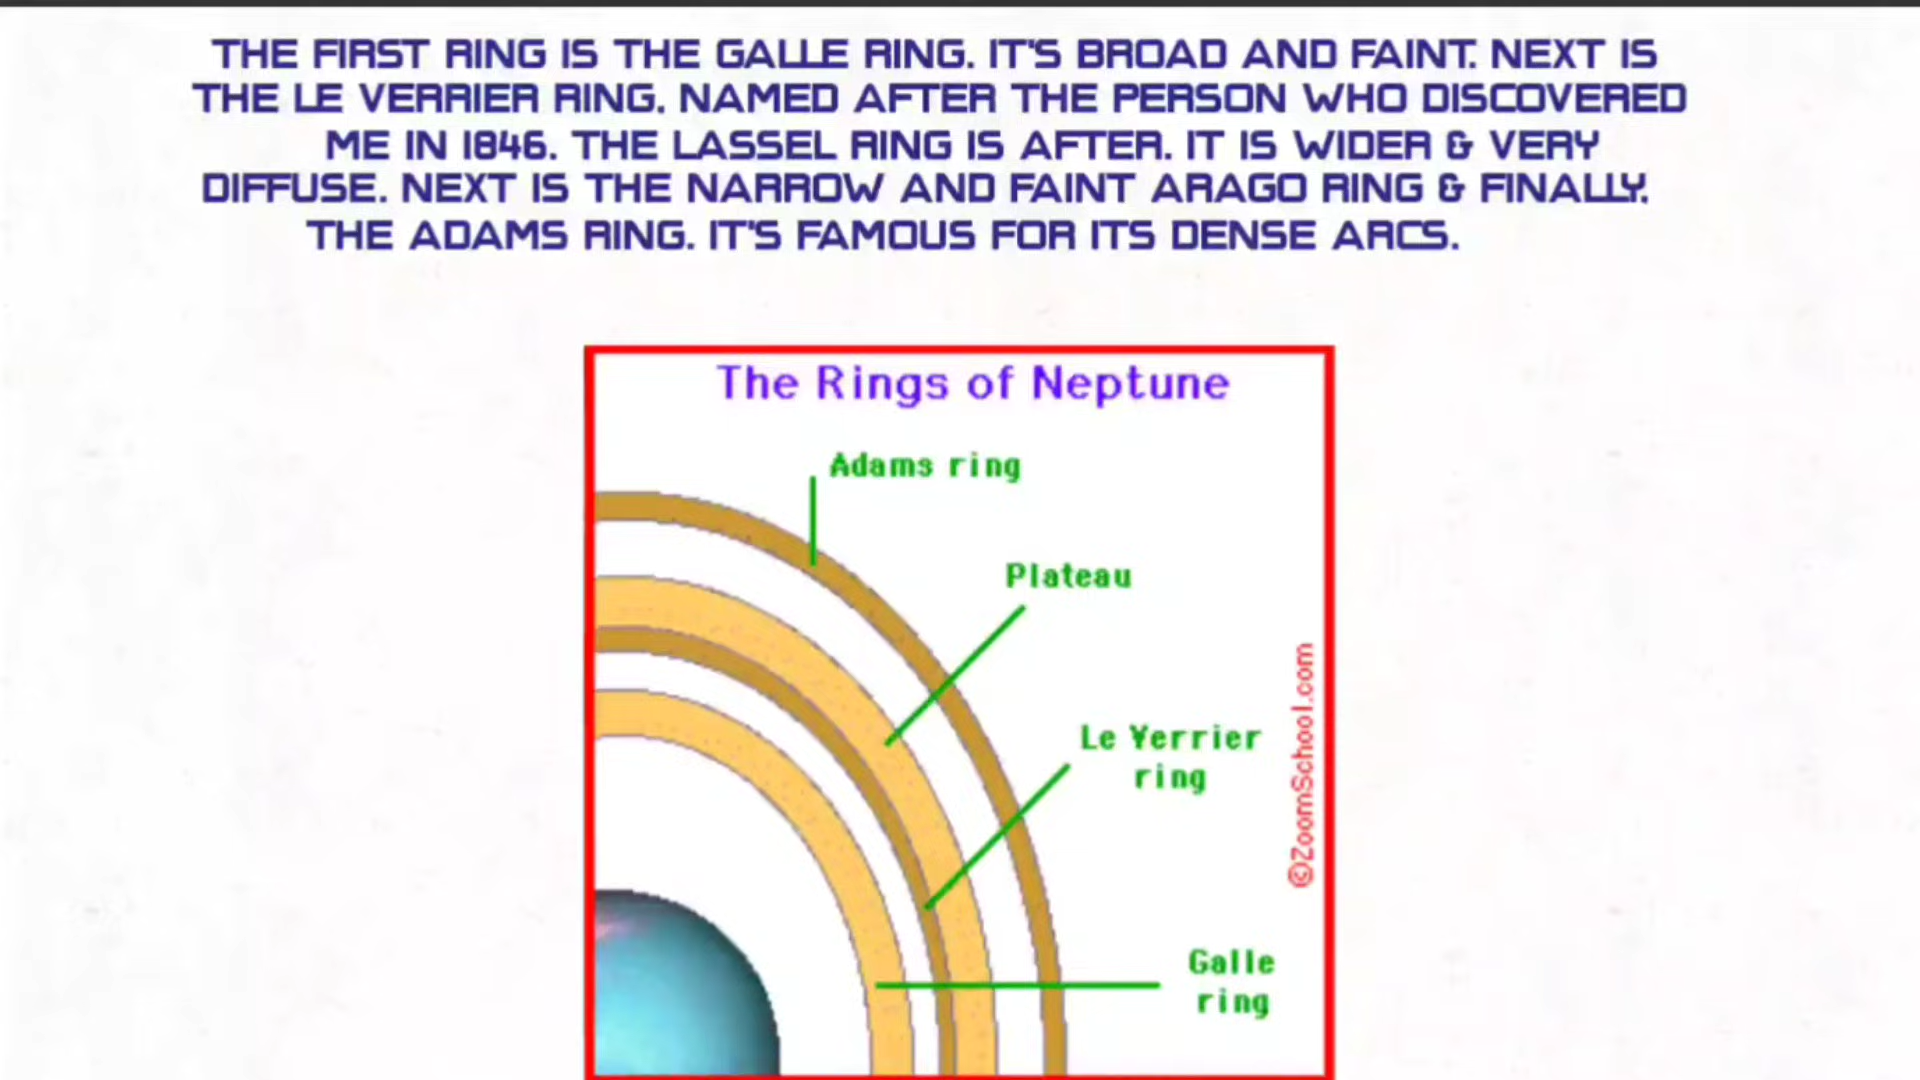 THE FIRST RING IS THE GALLE RING. IT'S BROAD AND FAINT. NEXT IS
THE LE VERRIER RING. NAMED AFTER THE PERSON WHO DISCOVERED
ME IN 1846. THE LASSEL RING IS AFTER. IT IS WIDER & VERY
DIFFUSE. NEXT IS THE NARROW AND FAINT ARAGO RING & FINALLY.
THE ADAMS RING. IT'S FAMOUS FOR ITS DENSE ARCS.
The Rings of Neptune
Adams ring
Plateau
Le Verrier
ring
Galle
ring
©ZoomSchool.com